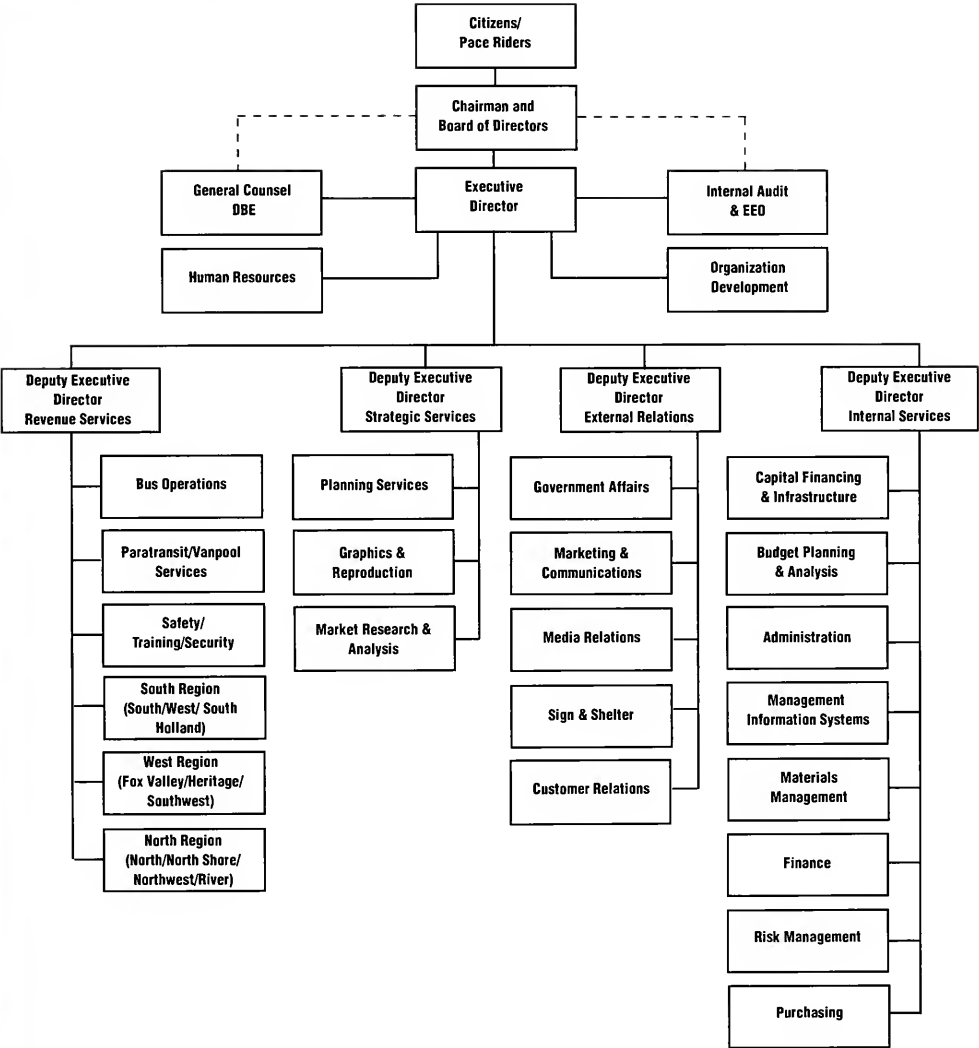 Citizens/
Pace Riders
Chairman and
Board of Directors
General Counsel
DBE
Executive
Director
Internal Audit
& EEO
Human Resources
Organization
Development
Deputy Executive
Director
Revenue Services
Deputy Executive
Director
Strategic Services
Deputy Executive
Director
External Relations
Deputy Executive
Director
Internal Services
Bus Operations
Paratransit/Vanpool
Services
Safety/
Training/Security
South Region
(South/West/ South
Holland)
West Region
(Fox Valley/Heritage/
Southwest)
North Region
(North/North Shore/
Northwest/River)
Planning Services
Graphics &
Reproduction
Market Research &
Analysis
Government Affairs
Marketing &
Communications
Media Relations
Sign & Shelter
Customer Relations
Capital Financing
& Infrastructure
Budget Planning
& Analysis
Administration
Management
Information Systems
Materials
Management
Finance
Risk Management
Purchasing